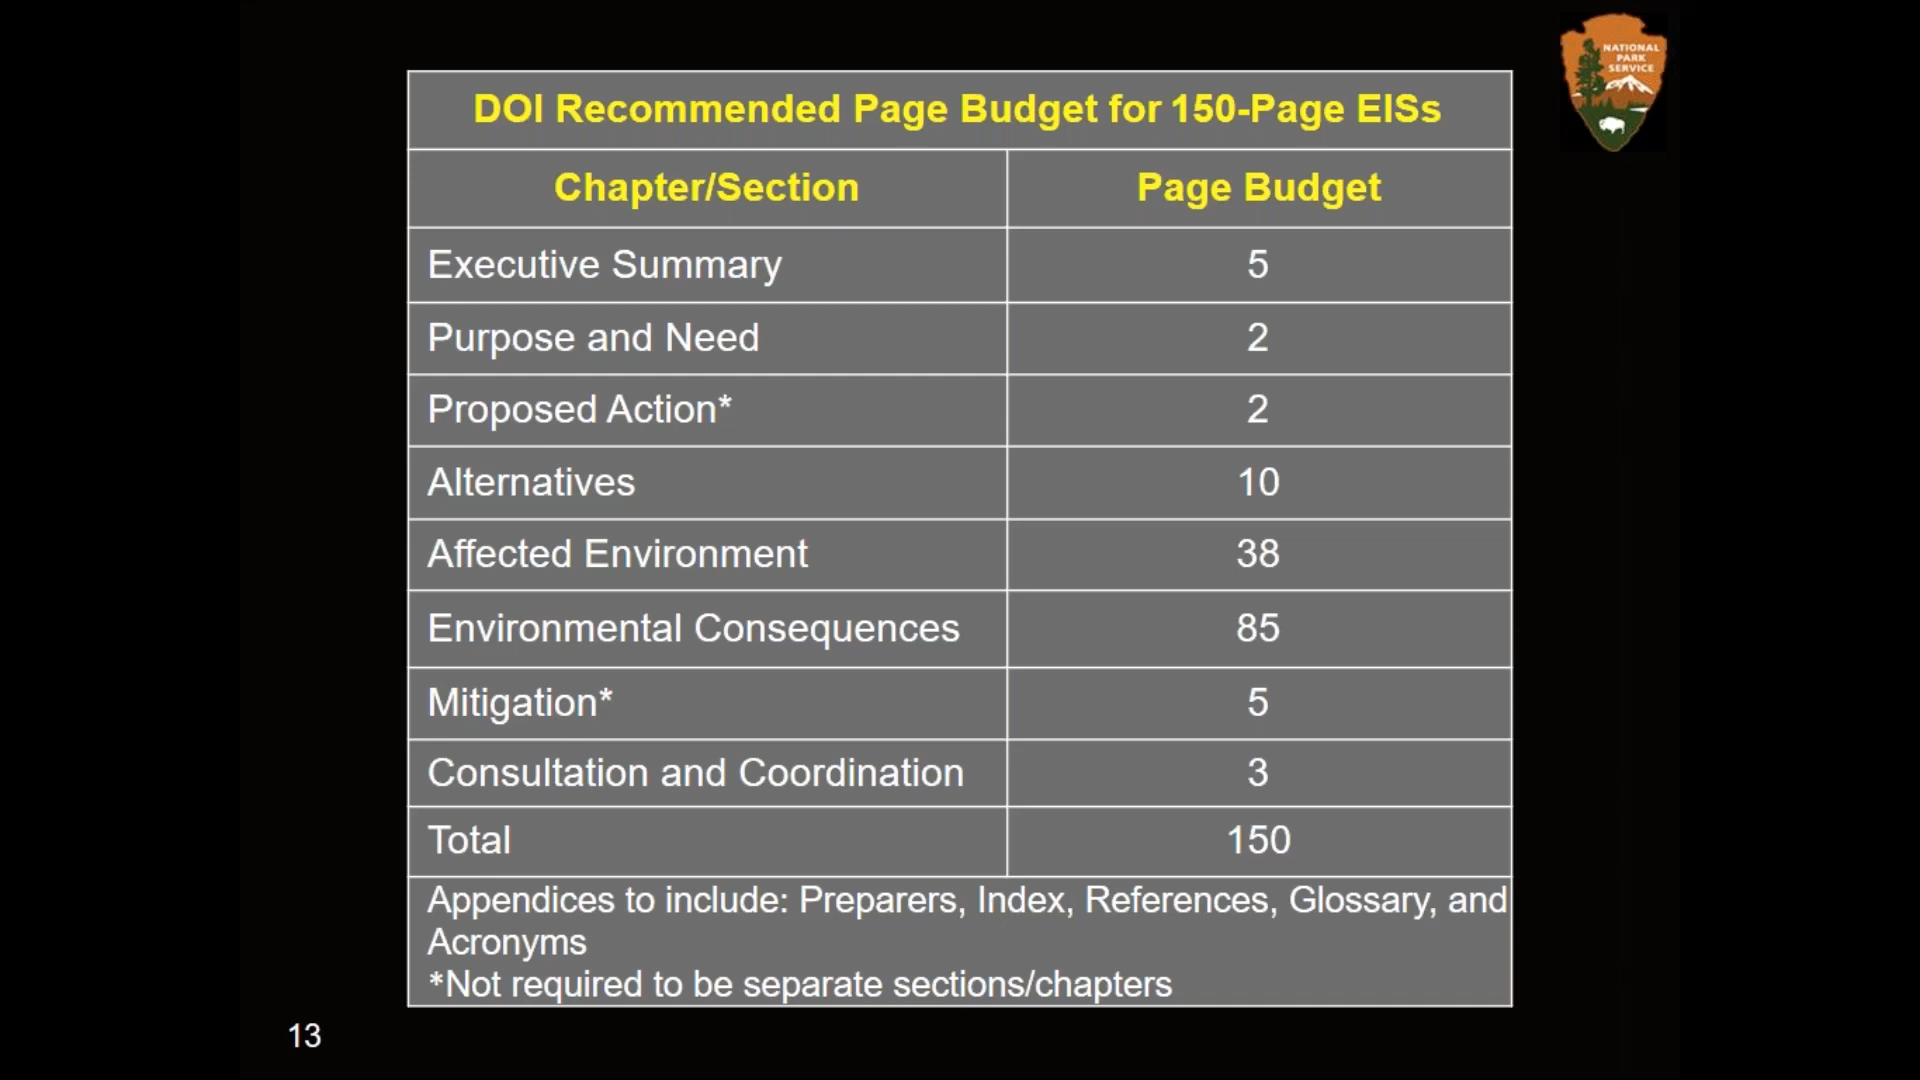 NATIONAL
PARK
SERVICE
DOI Recommended Page Budget for 150-Page EISs
Chapter/Section Page Budget
Executive Summary 5
Purpose and Need 2
Proposed Action* 2
Alternatives 10
Affected Environment 38
Environmental Consequences 85
Mitigation* 5
Consultation and Coordination 3
Total 150
Appendices to include: Preparers, Index, References, Glossary, and
Acronyms
*Not required to be separate sections/chapters
13